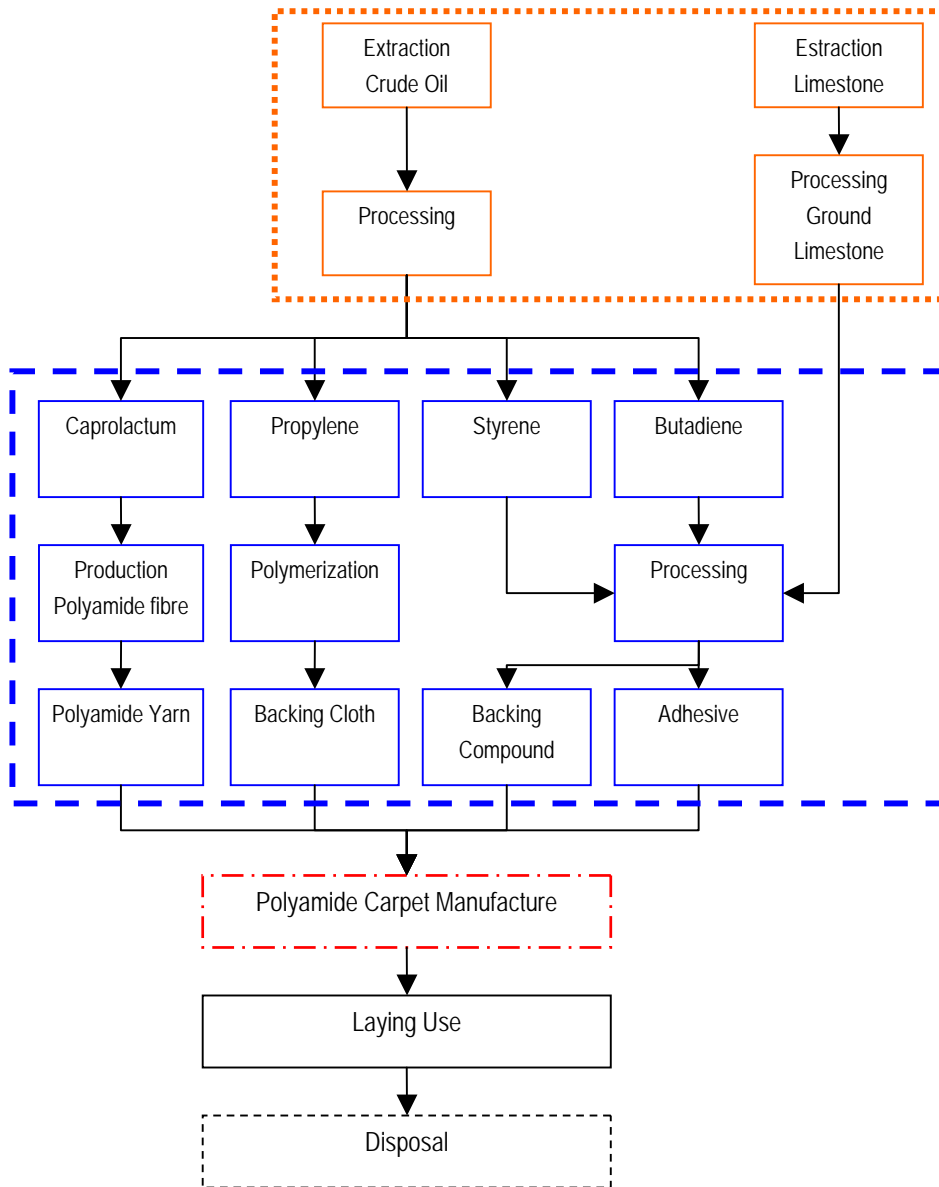 Extraction
Crude Oil
Estraction
Limestone
Processing
Ground
Limestone
Processing
Caprolactum
Propylene
Styrene
Butadiene
Production
Polyamide fibre
Polymerization
Processing
Polyamide Yarn
Backing Cloth
Backing
Compound
Adhesive
Polyamide Carpet Manufacture
Laying Use
Disposal